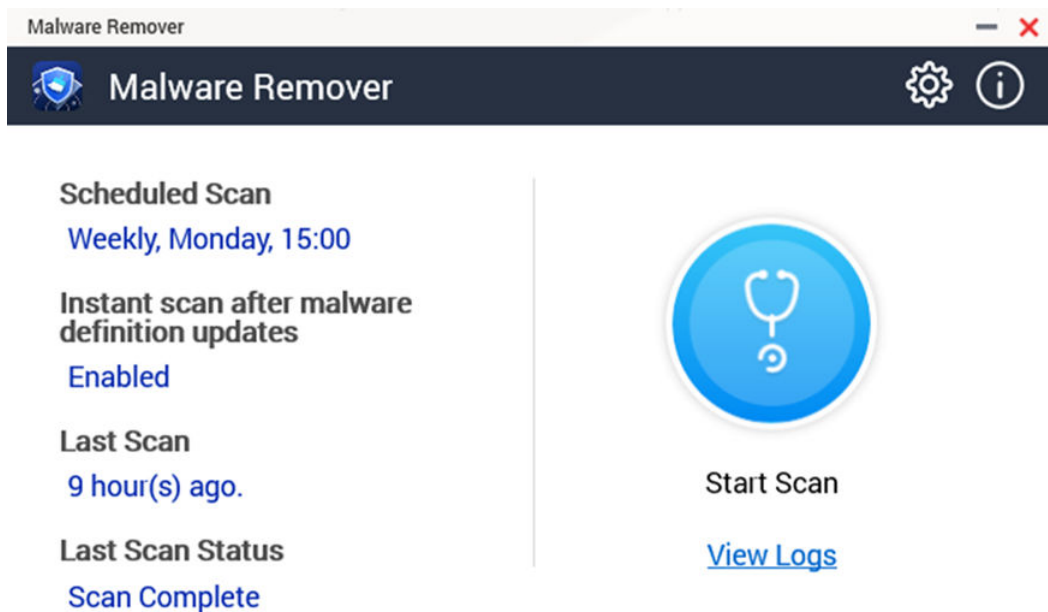 Malware Remover
Malware Remover
Scheduled Scan
Weekly, Monday, 15:00
Instant scan after malware
definition updates
Enabled
Last Scan
9 hour(s) ago.
Last Scan Status
Scan Complete
Start Scan
View Logs